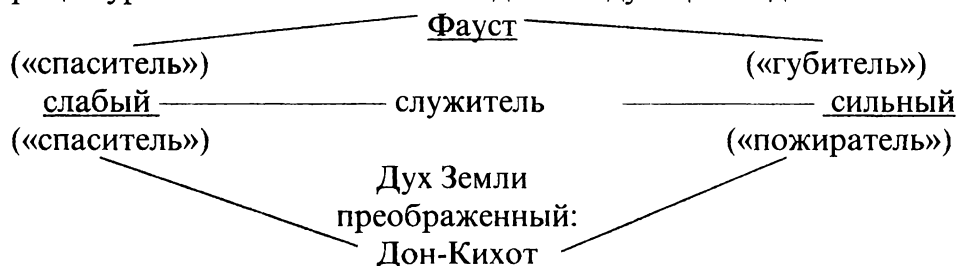 Фауст
(«спаситель») («губитель»)
слабый служитель сильный
(«спаситель») («пожиратель»)
Дух Земли
преображенный:
Дон-Кихот